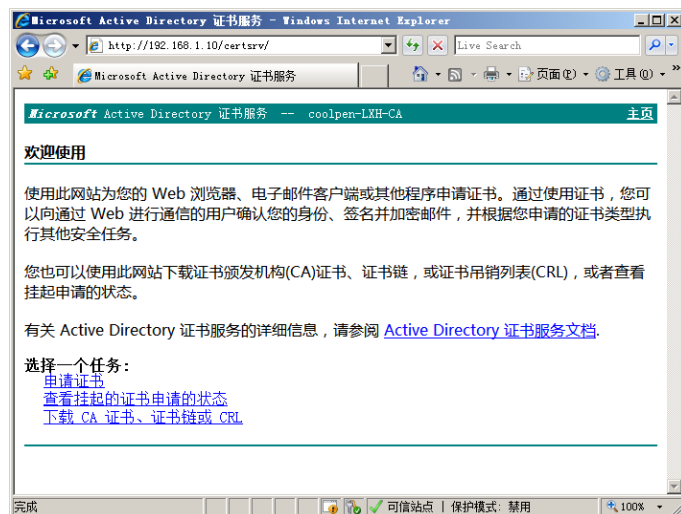 Microsoft Active Directory 证书服务 - Windows Internet Explorer
http://192.168.1.10/certsrv/
Live Search
Microsoft Active Directory 证书服务
页面(P)
工具(O)
»
Microsoft Active Directory 证书服务 -- coolpen-LXH-CA
主页
欢迎使用
使用此网站为您的 Web 浏览器、电子邮件客户端或其他程序申请证书。通过使用证书，您可
以向通过 Web 进行通信的用户确认您的身份、签名并加密邮件，并根据您申请的证书类型执
行其他安全任务。
您也可以使用此网站下载证书颁发机构(CA)证书、证书链，或证书吊销列表(CRL)，或者查看
挂起申请的状态。
有关 Active Directory 证书服务的详细信息，请参阅 Active Directory 证书服务文档.
选择一个任务:
申请证书
查看挂起的证书申请的状态
下载 CA 证书、证书链或 CRL
完成
可信站点 | 保护模式: 禁用
100%